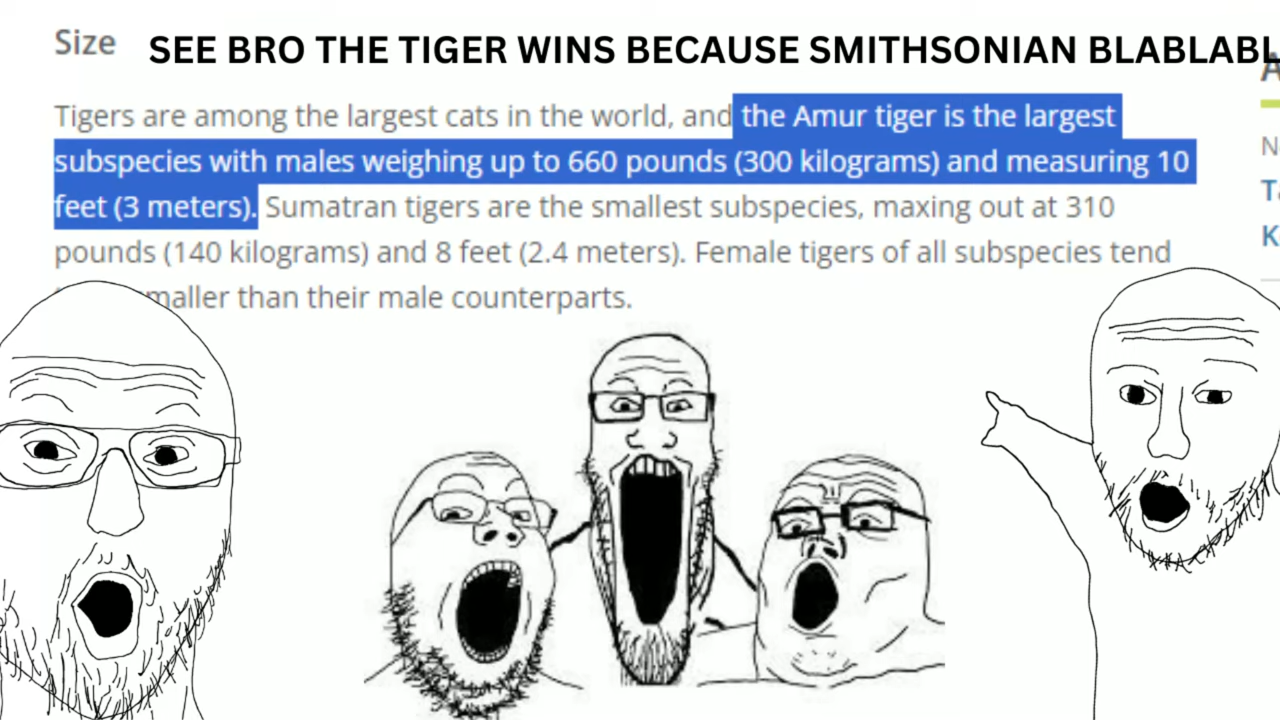 Size
SEE BRO THE TIGER WINS BECAUSE SMITHSONIAN BLABLABL
Tigers are among the largest cats in the world, and the Amur tiger is the largest
subspecies with males weighing up to 660 pounds (300 kilograms) and measuring 10
feet (3 meters). Sumatran tigers are the smallest subspecies, maxing out at 310
pounds (140 kilograms) and 8 feet (2.4 meters). Female tigers of all subspecies tend
than their male counterparts.